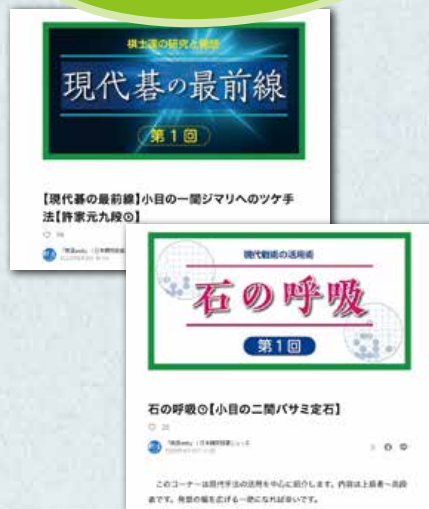 棋士達の研究と発想
現代碁の最前線
第1回
【現代碁の最前線】小目の一間ジマリへのツケ手
法【許家元九段①】
現代戦術の活用術
石の呼吸
第1回
石の呼吸①【小目の二間バサミ定石】
このコーナーは現代手法の活用を中心に紹介します。内容は上級者~高段
者です。発想の幅を広げる一助になれば幸いです。